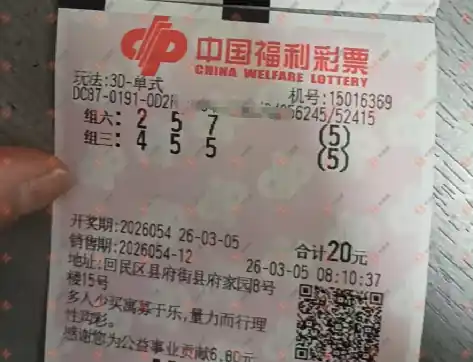 中国福利彩票
CHINA WELFARE LOTTERY
玩法:3D-单式
机号:15016369
DC87-0191-0D2
56245/52415
组六: 2 5 7 (5)
组三: 4 5 5 (5)
开奖期:2026054 26-03-05
合计20元
销售期:2026054-12
26-03-05 08:10:37
地址:回民区县府街县府家园8号
楼15号
多人少买寓募于乐,量力而行理
性购彩。
感谢您为公益事业贡献6.80元